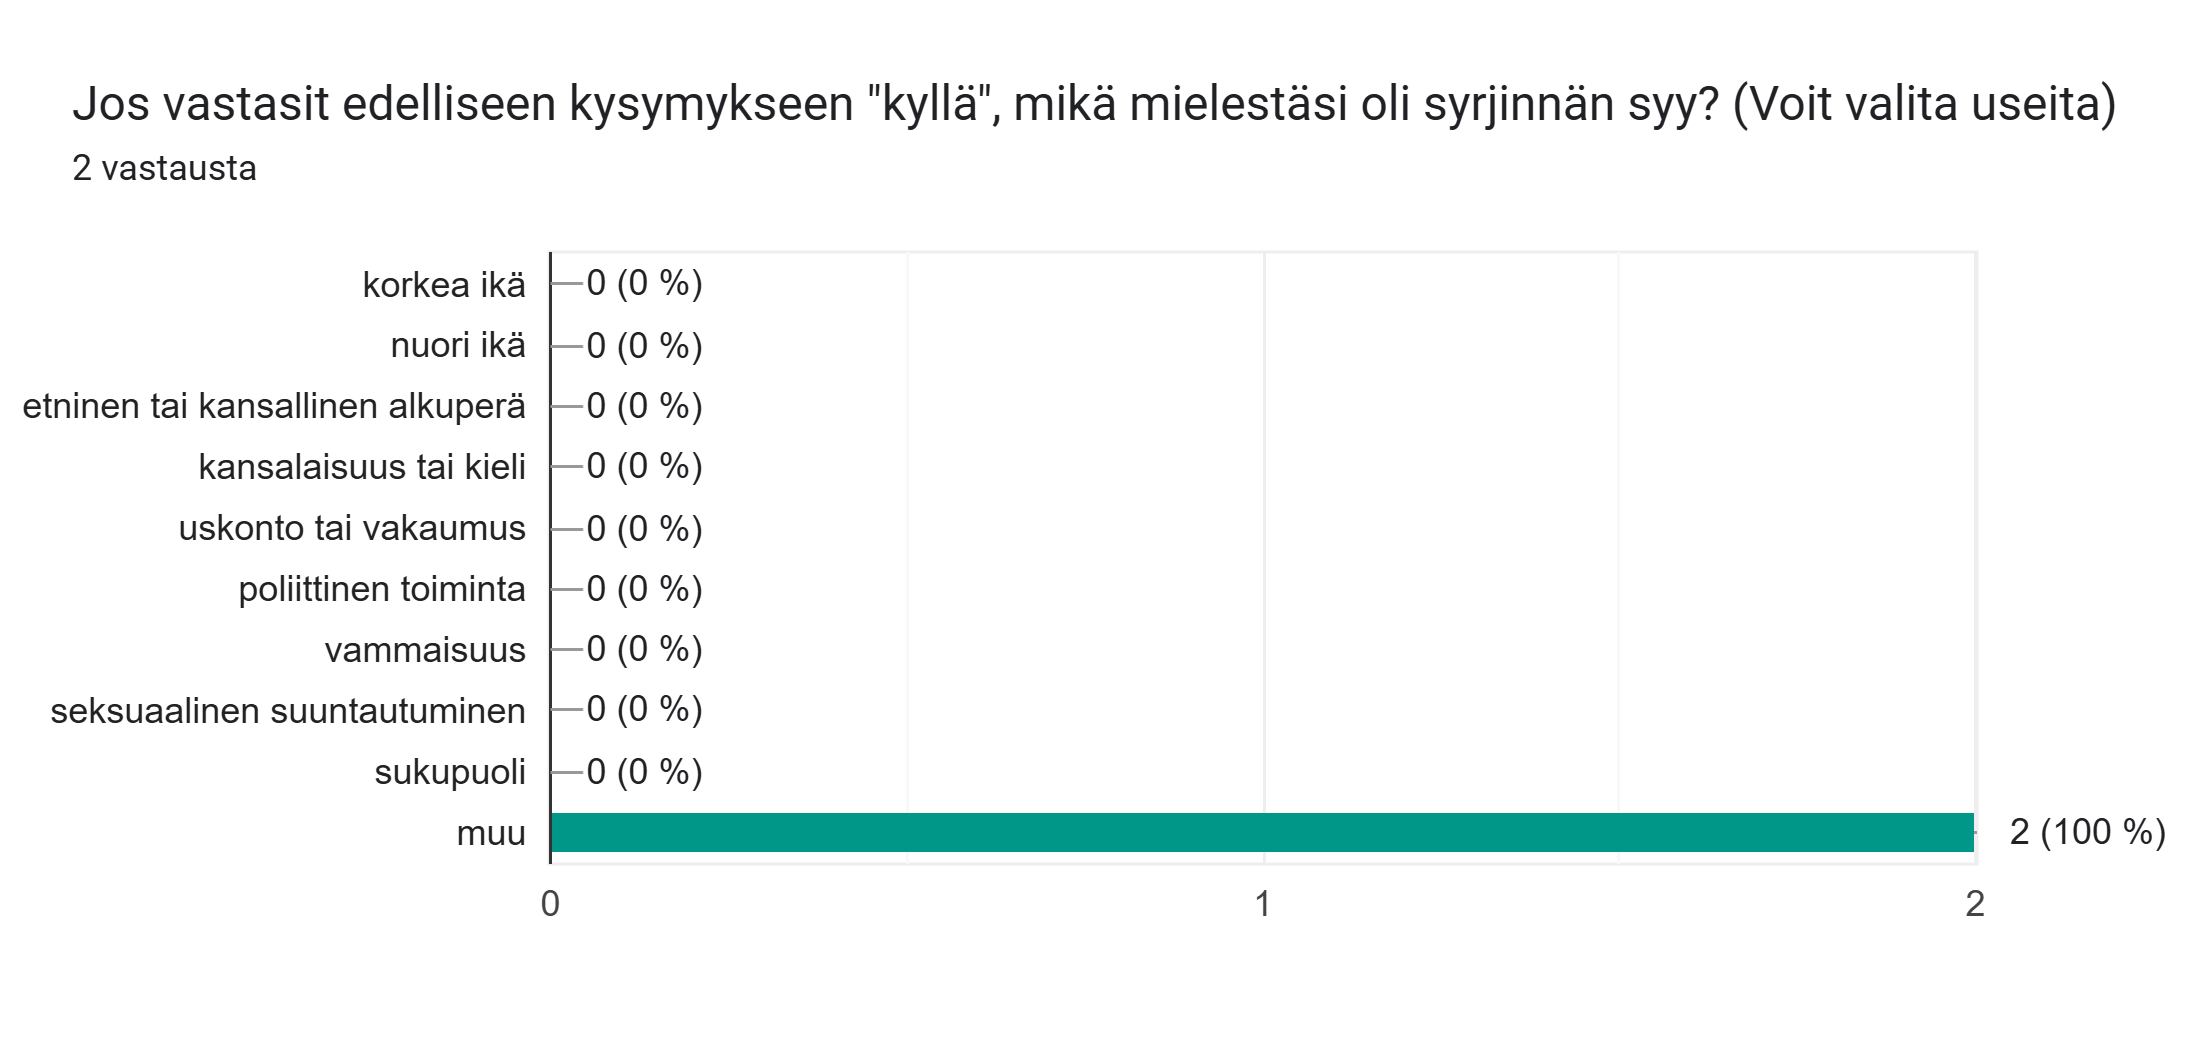 Jos vastasit edelliseen kysymykseen "kyllä", mikä mielestäsi oli syrjinnän syy? (Voit valita useita)
2 vastausta
korkea ikä 0 (0 %)
nuori ikä 0 (0 %)
etninen tai kansallinen alkuperä 0 (0 %)
kansalaisuus tai kieli 0 (0 %)
uskonto tai vakaumus 0 (0 %)
poliittinen toiminta 0 (0 %)
vammaisuus 0 (0 %)
seksuaalinen suuntautuminen 0 (0 %)
sukupuoli 0 (0 %)
muu 2 (100 %)
0 1 2